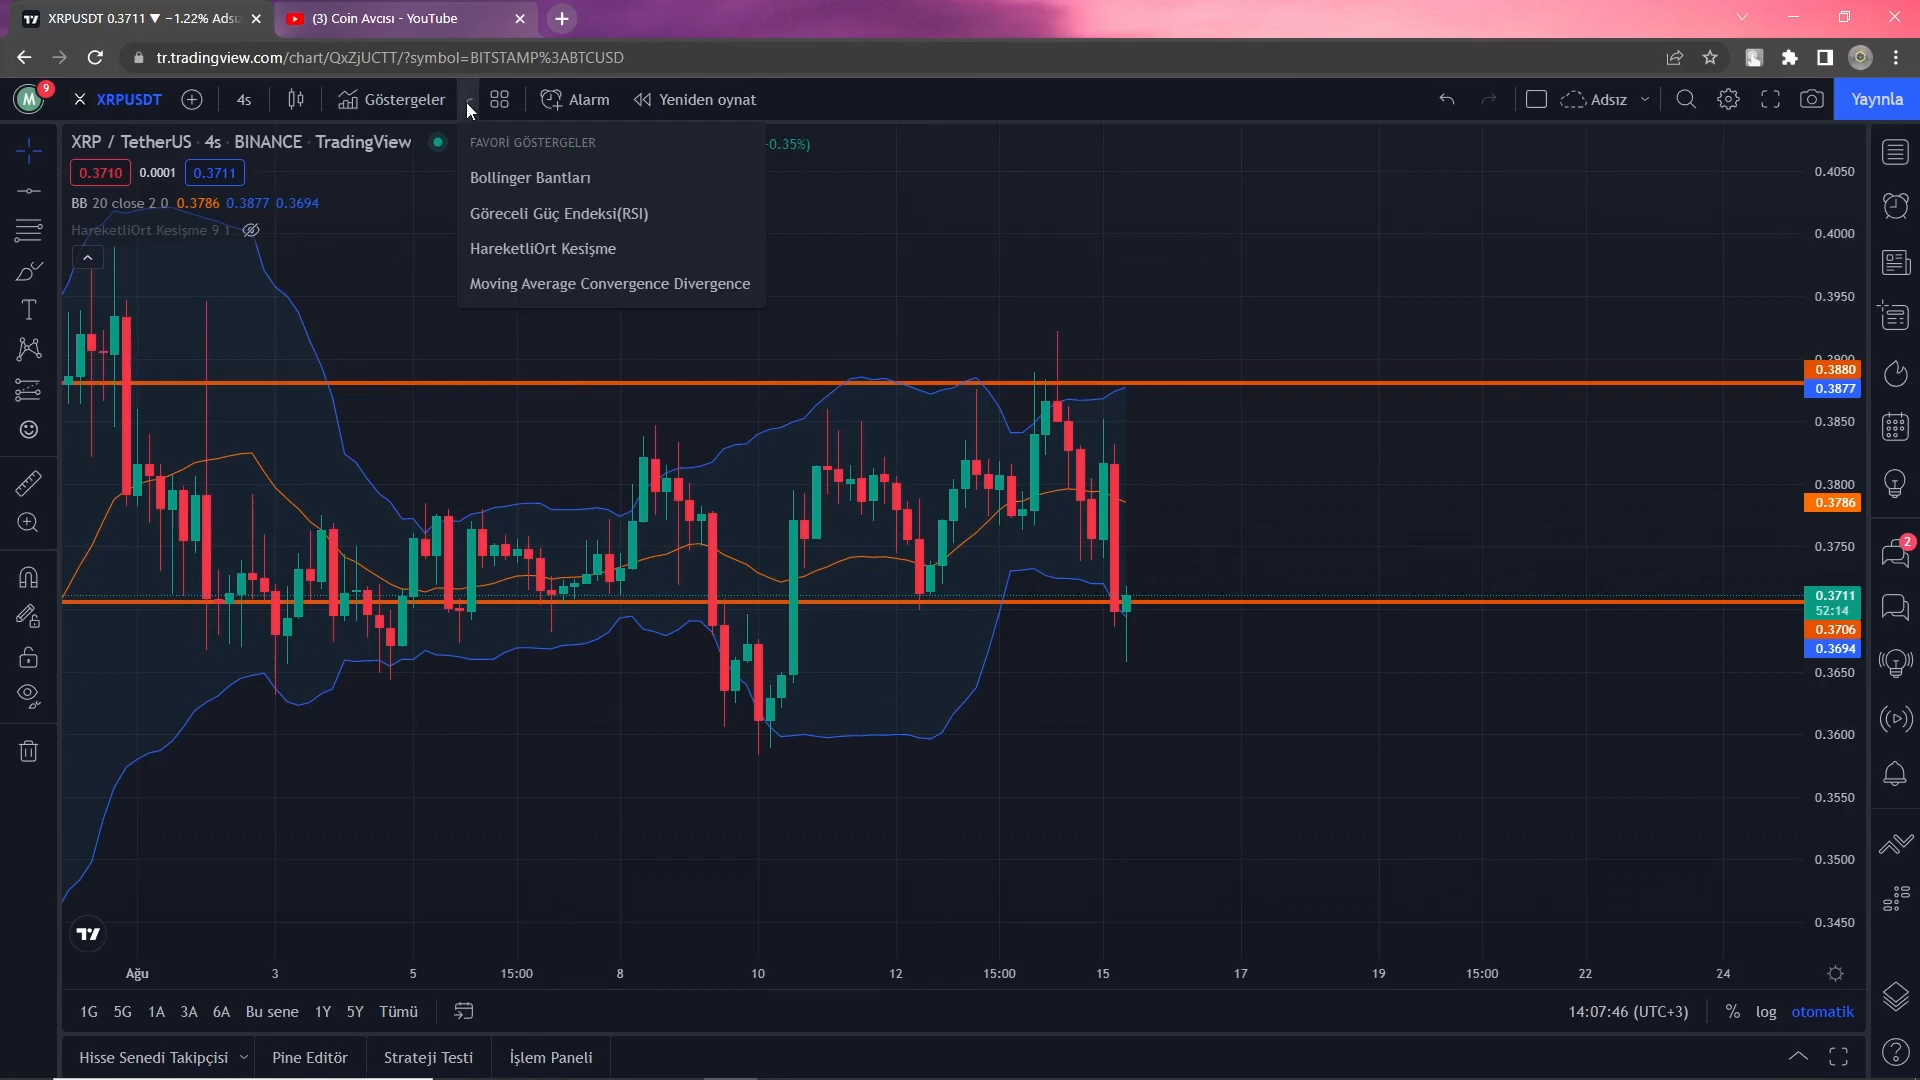 XRPUSDT 0.3711 ▼ −1.22% Adsız
(3) Coin Avcısı - YouTube
tr.tradingview.com/chart/QxZjUCTT/?symbol=BITSTAMP%3ABTCUSD
M 9
XRPUSDT
4s
Göstergeler
Alarm
Yeniden oynat
Adsız
Yayınla
XRP / TetherUS · 4s · BINANCE · TradingView
-0.35%)
0.3710 0.0001 0.3711
BB 20 close 2 0 0.3786 0.3877 0.3694
HareketliOrt Kesişme 9 1
FAVORİ GÖSTERGELER
Bollinger Bantları
Göreceli Güç Endeksi(RSI)
HareketliOrt Kesişme
Moving Average Convergence Divergence
0.4050
0.4000
0.3950
0.3900
0.3880
0.3877
0.3850
0.3800
0.3786
0.3750
0.3711
52:14
0.3706
0.3694
0.3650
0.3600
0.3550
0.3500
0.3450
2
Ağu 3 5 15:00 8 10 12 15:00 15 17 19 15:00 22 24
1G 5G 1A 3A 6A Bu sene 1Y 5Y Tümü
14:07:46 (UTC+3) % log otomatik
Hisse Senedi Takipçisi Pine Editör Strateji Testi İşlem Paneli